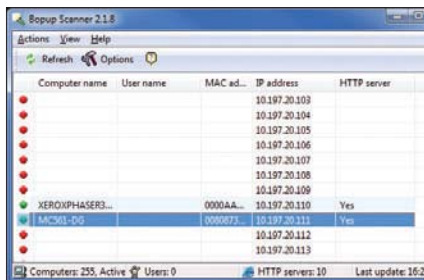 Bopup Scanner 2.1.8
Actions View Help
Refresh Options
Computer name User name MAC ad... IP address HTTP server
10.197.20.103
10.197.20.104
10.197.20.105
10.197.20.106
10.197.20.107
10.197.20.108
10.197.20.109
XEROXPHASER3... 0000AA... 10.197.20.110 Yes
MC561-DG 0080873... 10.197.20.111 Yes
10.197.20.112
10.197.20.113
Computers: 255, Active Users: 0 HTTP servers: 10 Last update: 16:2